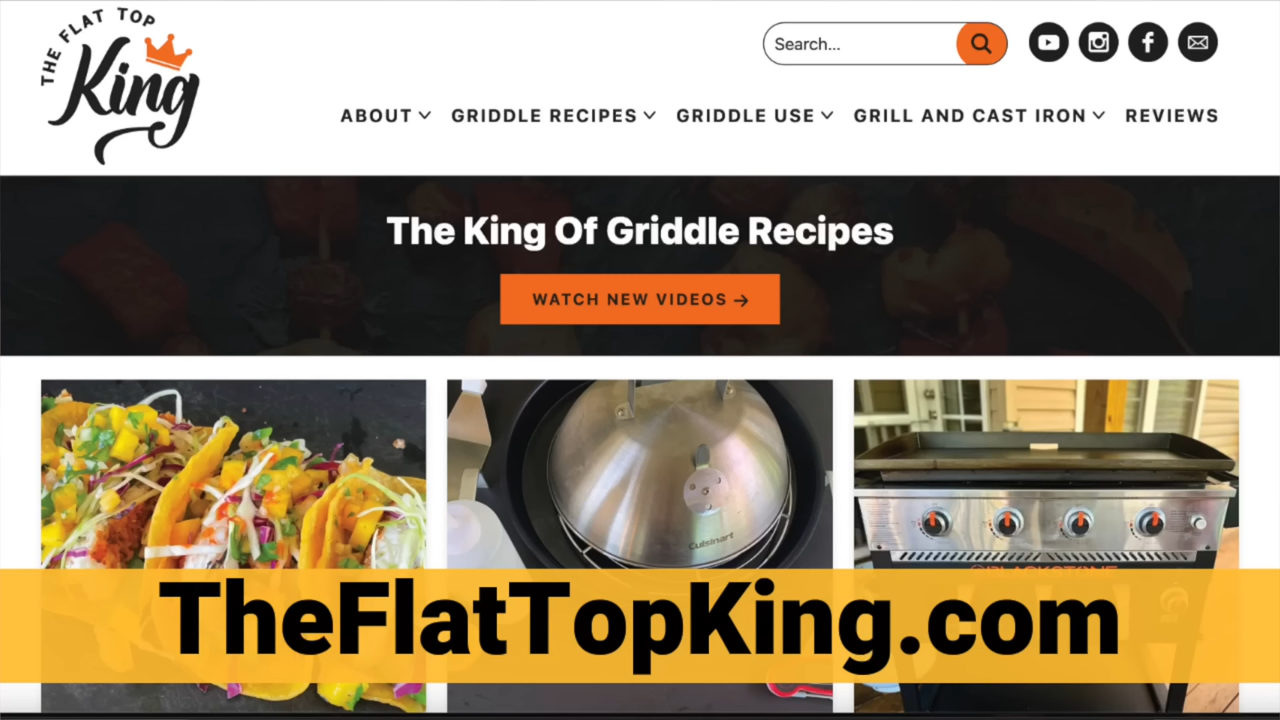 THE FLAT TOP
King
Search...
ABOUT GRIDDLE RECIPES GRIDDLE USE GRILL AND CAST IRON REVIEWS
The King Of Griddle Recipes
WATCH NEW VIDEOS →
Cuisinart
BLACKSTONE
TheFlatTopKing.com